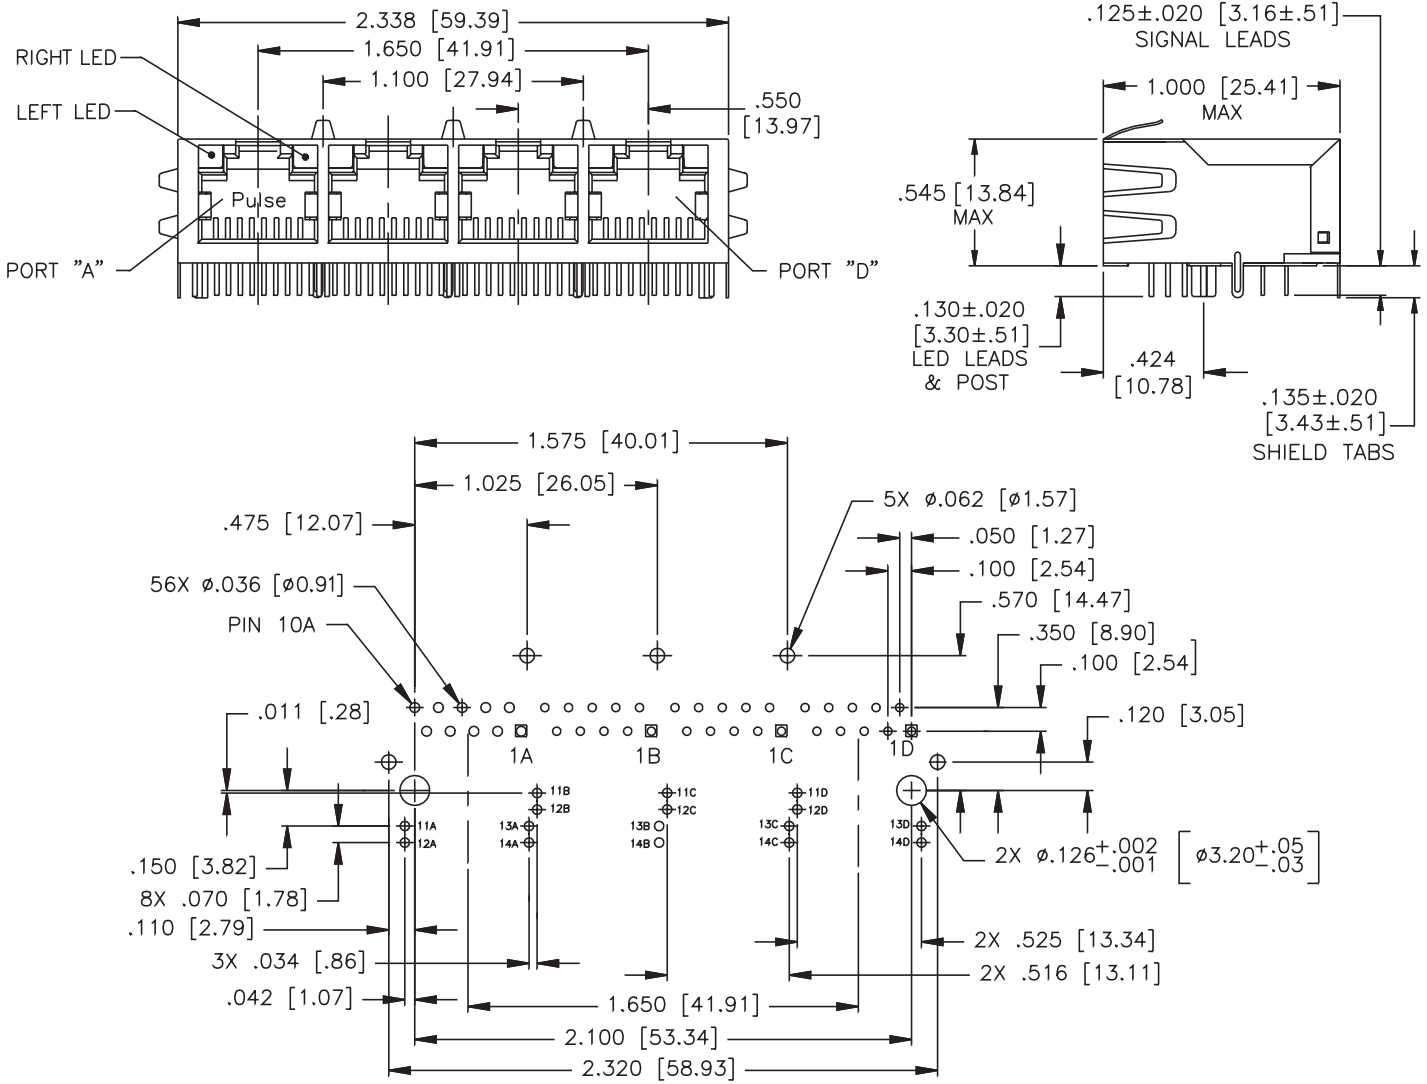 2.338 [59.39]
1.650 [41.91]
1.100 [27.94]
.550
[13.97]
RIGHT LED
LEFT LED
Pulse
PORT "A"
PORT "D"
.125±.020 [3.16±.51]
SIGNAL LEADS
1.000 [25.41]
MAX
.545 [13.84]
MAX
.130±.020
[3.30±.51]
LED LEADS
& POST
.424
[10.78]
.135±.020
[3.43±.51]
SHIELD TABS
1.575 [40.01]
1.025 [26.05]
.475 [12.07]
5X ø.062 [ø1.57]
.050 [1.27]
.100 [2.54]
56X ø.036 [ø0.91]
.570 [14.47]
PIN 10A
.350 [8.90]
.100 [2.54]
.011 [.28]
.120 [3.05]
1A 1B 1C 1D
11B 11C 11D
12B 12C 12D
11A 13A 13B 13C 13D
12A 14A 14B 14C 14D
.150 [3.82]
2X ø.126+.002 -.001 [ø3.20+.05 -.03]
8X .070 [1.78]
.110 [2.79]
2X .525 [13.34]
3X .034 [.86]
2X .516 [13.11]
.042 [1.07]
1.650 [41.91]
2.100 [53.34]
2.320 [58.93]